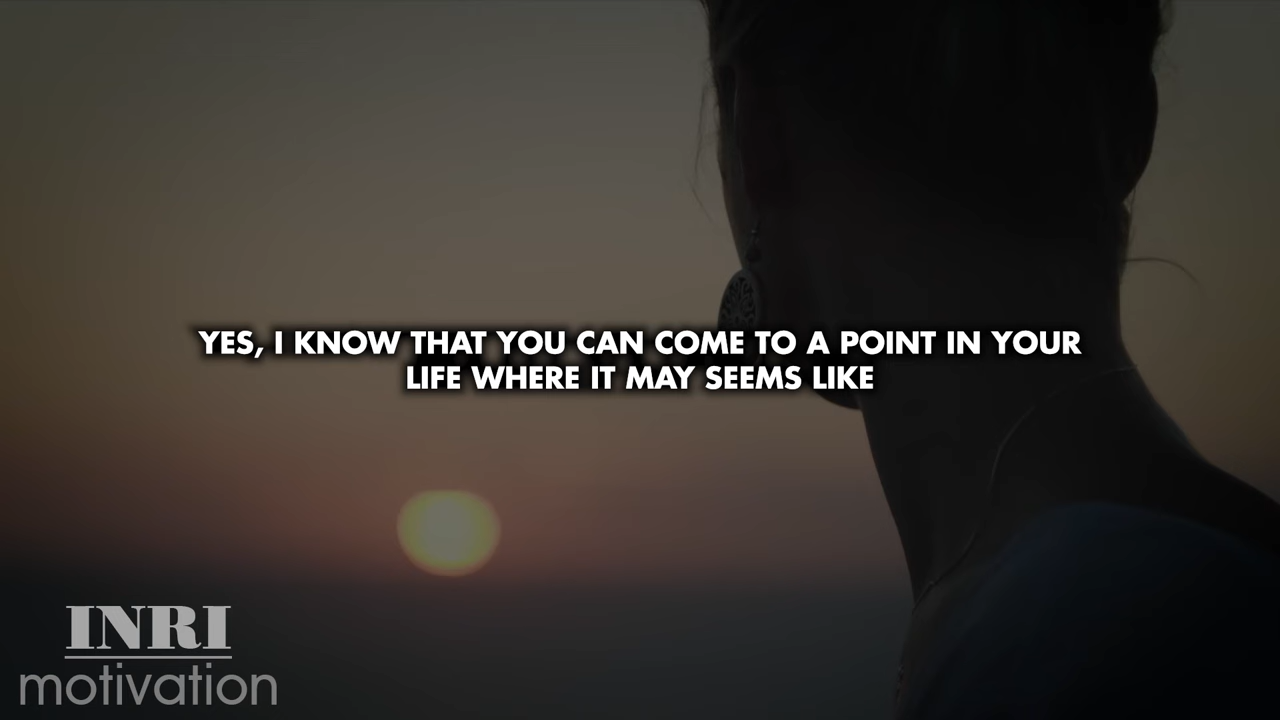 YES, I KNOW THAT YOU CAN COME TO A POINT IN YOUR
LIFE WHERE IT MAY SEEMS LIKE
INRI
motivation